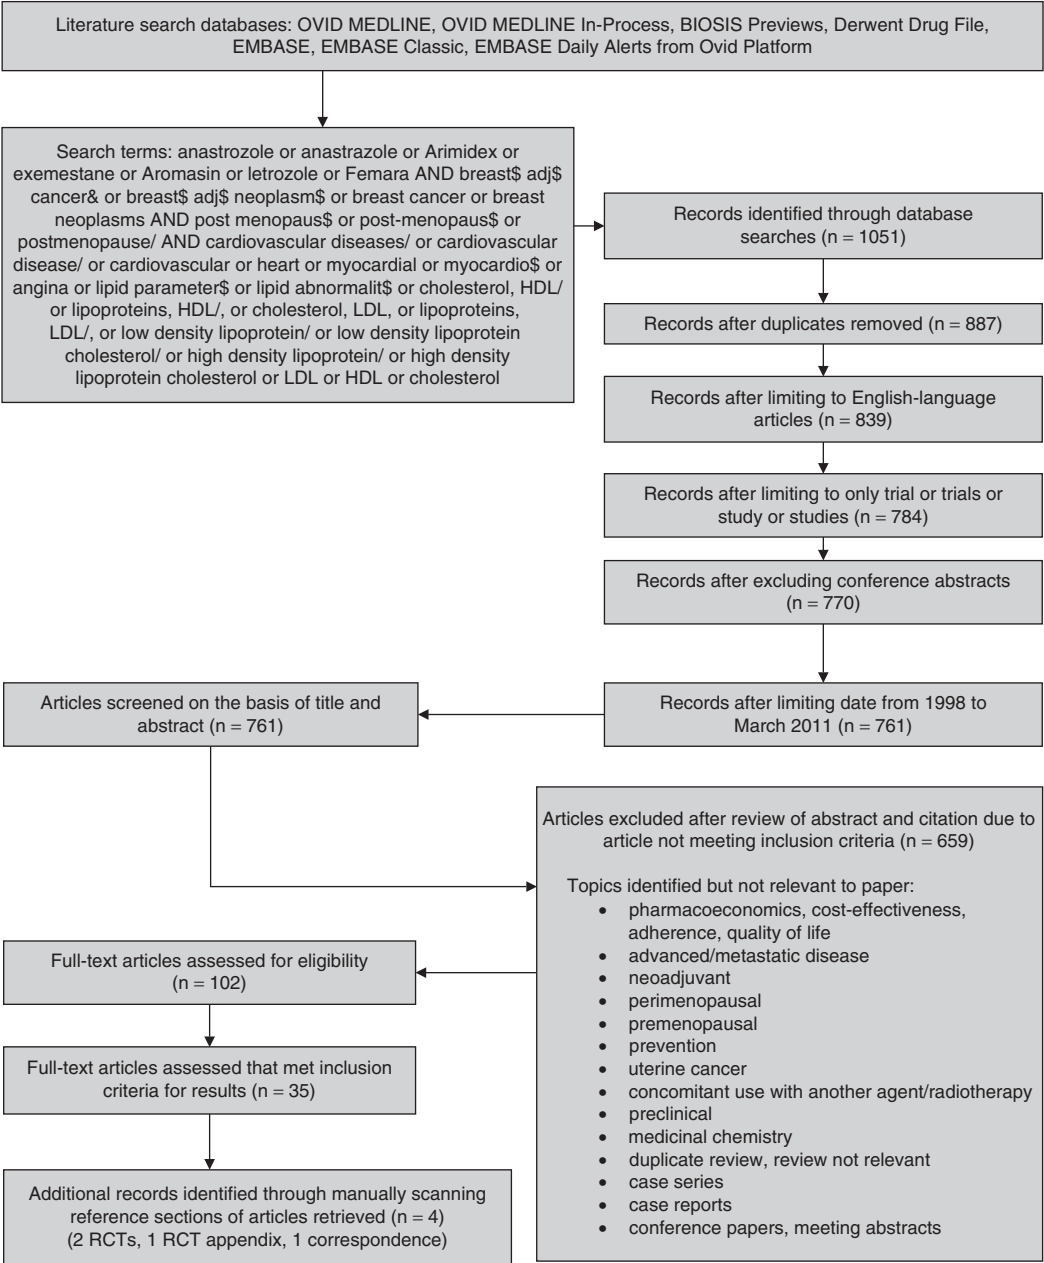 Literature search databases: OVID MEDLINE, OVID MEDLINE In-Process, BIOSIS Previews, Derwent Drug File,
EMBASE, EMBASE Classic, EMBASE Daily Alerts from Ovid Platform
Search terms: anastrozole or anastrazole or Arimidex or
exemestane or Aromasin or letrozole or Femara AND breast$ adj$
cancer& or breast$ adj$ neoplasm$ or breast cancer or breast
neoplasms AND post menopaus$ or post-menopaus$ or
postmenopause/ AND cardiovascular diseases/ or cardiovascular
disease/ or cardiovascular or heart or myocardial or myocardio$ or
angina or lipid parameter$ or lipid abnormalit$ or cholesterol, HDL/
or lipoproteins, HDL/, or cholesterol, LDL, or lipoproteins,
LDL/, or low density lipoprotein/ or low density lipoprotein
cholesterol/ or high density lipoprotein/ or high density
lipoprotein cholesterol or LDL or HDL or cholesterol
Records identified through database
searches (n = 1051)
Records after duplicates removed (n = 887)
Records after limiting to English-language
articles (n = 839)
Records after limiting to only trial or trials or
study or studies (n = 784)
Records after excluding conference abstracts
(n = 770)
Records after limiting date from 1998 to
March 2011 (n = 761)
Articles screened on the basis of title and
abstract (n = 761)
Articles excluded after review of abstract and citation due to
article not meeting inclusion criteria (n = 659)
Topics identified but not relevant to paper:
• pharmacoeconomics, cost-effectiveness,
adherence, quality of life
• advanced/metastatic disease
• neoadjuvant
• perimenopausal
• premenopausal
• prevention
• uterine cancer
• concomitant use with another agent/radiotherapy
• preclinical
• medicinal chemistry
• duplicate review, review not relevant
• case series
• case reports
• conference papers, meeting abstracts
Full-text articles assessed for eligibility
(n = 102)
Full-text articles assessed that met inclusion
criteria for results (n = 35)
Additional records identified through manually scanning
reference sections of articles retrieved (n = 4)
(2 RCTs, 1 RCT appendix, 1 correspondence)